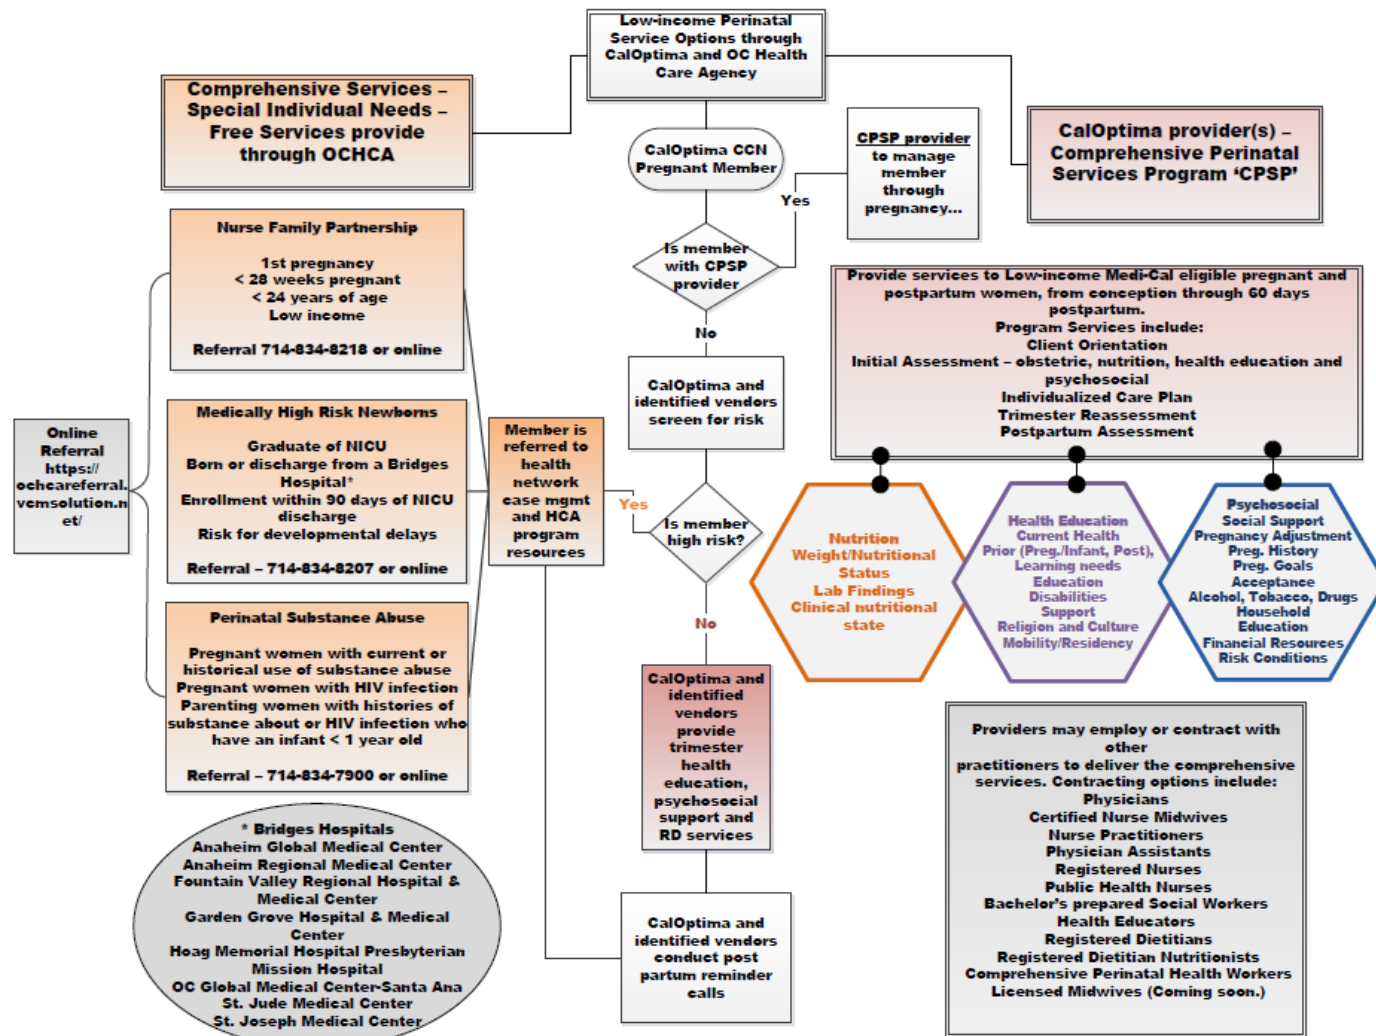 Low-income Perinatal
Service Options through
CalOptima and OC Health
Care Agency
Comprehensive Services –
Special Individual Needs –
Free Services provide
through OCHCA
CalOptima CCN
Pregnant Member
CPSP provider
to manage
member
through
pregnancy...
CalOptima provider(s) –
Comprehensive Perinatal
Services Program ‘CPSP’
Yes
Is member
with CPSP
provider
No
Nurse Family Partnership
1st pregnancy
< 28 weeks pregnant
< 24 years of age
Low income
Referral 714-834-8218 or online
Provide services to Low-income Medi-Cal eligible pregnant and
postpartum women, from conception through 60 days
postpartum.
Program Services include:
Client Orientation
Initial Assessment – obstetric, nutrition, health education and
psychosocial
Individualized Care Plan
Trimester Reassessment
Postpartum Assessment
CalOptima and
identified vendors
screen for risk
Online
Referral
https://
ochcareferral.
vcmsolution.n
et/
Medically High Risk Newborns
Graduate of NICU
Born or discharge from a Bridges
Hospital*
Enrollment within 90 days of NICU
discharge
Risk for developmental delays
Referral – 714-834-8207 or online
Member is
referred to
health
network
case mgmt
and HCA
program
resources
Yes
Is member
high risk?
No
Nutrition
Weight/Nutritional
Status
Lab Findings
Clinical nutritional
state
Health Education
Current Health
Prior (Preg./Infant, Post),
Learning needs
Education
Disabilities
Support
Religion and Culture
Mobility/Residency
Psychosocial
Social Support
Pregnancy Adjustment
Preg. History
Preg. Goals
Acceptance
Alcohol, Tobacco, Drugs
Household
Education
Financial Resources
Risk Conditions
Perinatal Substance Abuse
Pregnant women with current or
historical use of substance abuse
Pregnant women with HIV infection
Parenting women with histories of
substance about or HIV infection who
have an infant < 1 year old
Referral – 714-834-7900 or online
CalOptima and
identified
vendors
provide
trimester
health
education,
psychosocial
support and
RD services
Providers may employ or contract with
other
practitioners to deliver the comprehensive
services. Contracting options include:
Physicians
Certified Nurse Midwives
Nurse Practitioners
Physician Assistants
Registered Nurses
Public Health Nurses
Bachelor’s prepared Social Workers
Health Educators
Registered Dietitians
Registered Dietitian Nutritionists
Comprehensive Perinatal Health Workers
Licensed Midwives (Coming soon.)
* Bridges Hospitals
Anaheim Global Medical Center
Anaheim Regional Medical Center
Fountain Valley Regional Hospital &
Medical Center
Garden Grove Hospital & Medical
Center
Hoag Memorial Hospital Presbyterian
Mission Hospital
OC Global Medical Center-Santa Ana
St. Jude Medical Center
St. Joseph Medical Center
CalOptima and
identified vendors
conduct post
partum reminder
calls